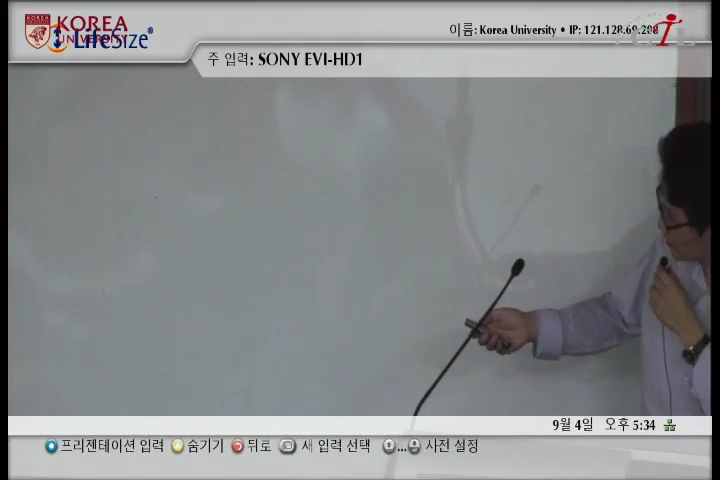 KOREA
UNIVERSITY
LifeSize®
이름: Korea University • IP: 121.128.60.208
주 입력: SONY EVI-HD1
9월 4일 오후 5:34
프리젠테이션 입력 숨기기 뒤로 새 입력 선택 ... 사전 설정